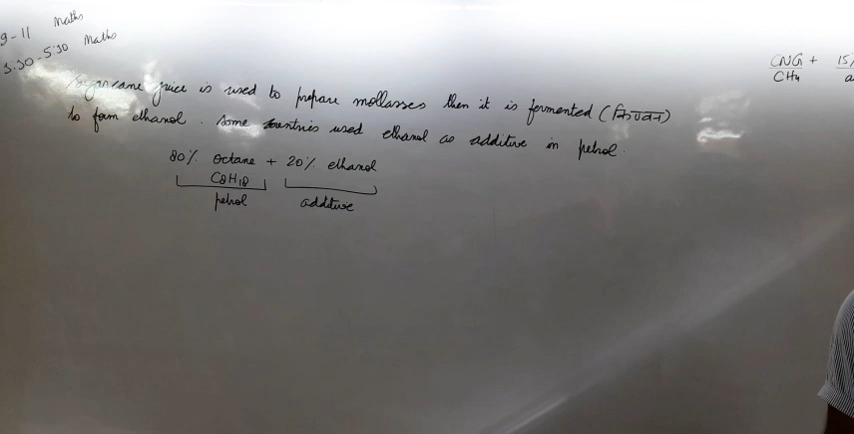 9-11 Maths
3:30-5:30 Maths
CNG + 15%
CH4 a
Sugarcane juice is used to prepare mollasses then it is fermented (किण्वन)
to form ethanol. Some countries used ethanol as additive in petrol.
80% octane + 20% ethanol
C8H18
petrol additive